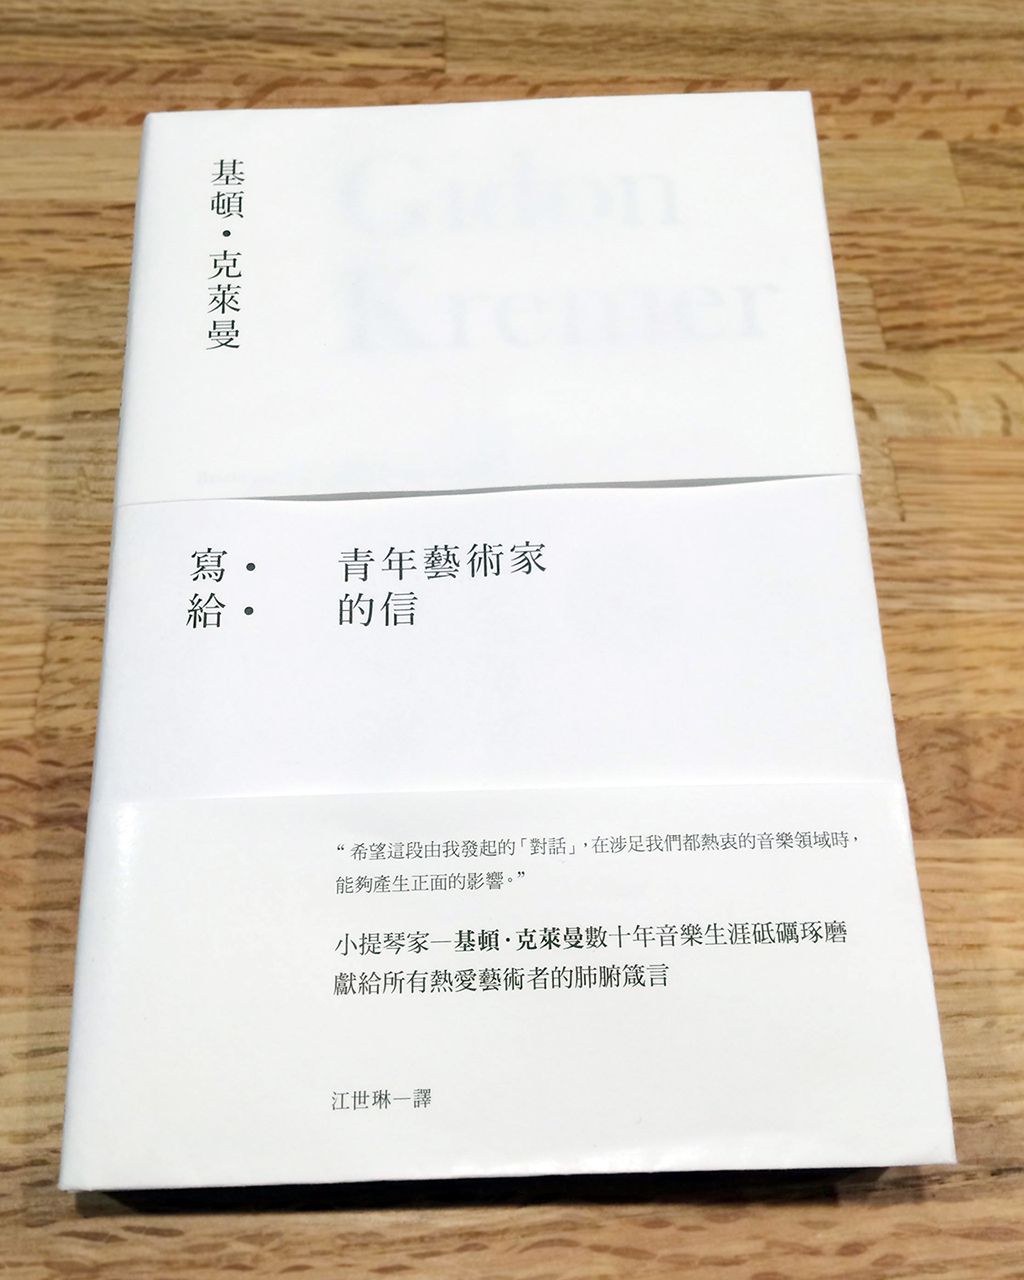 基頓・克萊曼
Gidon
Kremer
寫・ 青年藝術家
給・ 的信
“希望這段由我發起的「對話」，在涉足我們都熱衷的音樂領域時，
能夠產生正面的影響。”
小提琴家—基頓・克萊曼數十年音樂生涯砥礪琢磨
獻給所有熱愛藝術者的肺腑箴言
江世琳—譯